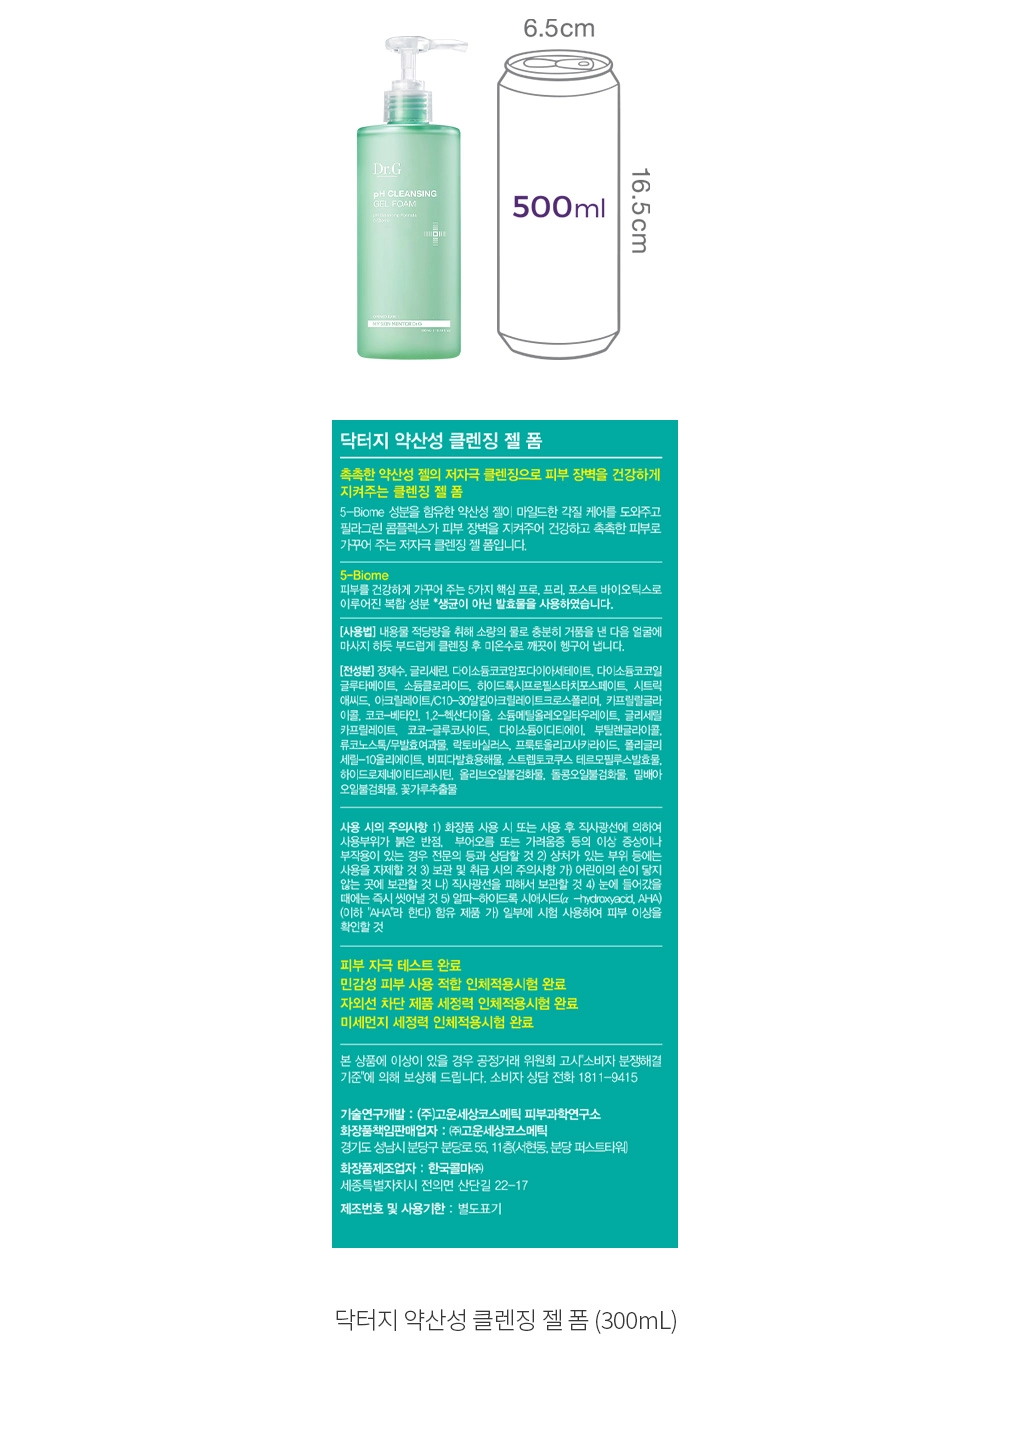 6.5cm
Dr.G
pH CLEANSING
GEL FOAM
MY SKIN MENTOR Dr.G
500ml
16.5cm
닥터지 약산성 클렌징 젤 폼
촉촉한 약산성 젤의 저자극 클렌징으로 피부 장벽을 건강하게
지켜주는 클렌징 젤 폼
5-Biome 성분을 함유한 약산성 젤이 마일드한 각질 케어를 도와주고
필라그린 콤플렉스가 피부 장벽을 지켜주어 건강하고 촉촉한 피부로
가꾸어 주는 저자극 클렌징 젤 폼입니다.
5-Biome
피부를 건강하게 가꾸어 주는 5가지 핵심 프로, 프리, 포스트 바이오틱스로
이루어진 복합 성분 *생균이 아닌 발효물을 사용하였습니다.
[사용법] 내용물 적당량을 취해 소량의 물로 충분히 거품을 낸 다음 얼굴에
마사지 하듯 부드럽게 클렌징 후 미온수로 깨끗이 헹구어 냅니다.
[전성분] 정제수, 글리세린, 다이소듐코코암포다이아세테이트, 다이소듐코코일
글루타메이트, 소듐클로라이드, 하이드록시프로필스타치포스페이트, 시트릭
애씨드, 아크릴레이트/C10-30알킬아크릴레이트크로스폴리머, 카프릴릴글라
이콜, 코코-베타인, 1,2-헥산다이올, 소듐메틸올레오일타우레이트, 글리세릴
카프릴레이트, 코코-글루코사이드, 다이소듐이디티에이, 부틸렌글라이콜,
류코노스톡/무발효여과물, 락토바실러스, 프룩토올리고사카라이드, 폴리글리
세릴-10올리에이트, 비피다발효용해물, 스트렙토코쿠스 테르모필루스발효물,
하이드로제네이티드레시틴, 올리브오일불검화물, 돌콩오일불검화물, 밀배아
오일불검화물, 꽃가루추출물
사용 시의 주의사항 1) 화장품 사용 시 또는 사용 후 직사광선에 의하여
사용부위가 붉은 반점, 부어오름 또는 가려움증 등의 이상 증상이나
부작용이 있는 경우 전문의 등과 상담할 것 2) 상처가 있는 부위 등에는
사용을 자제할 것 3) 보관 및 취급 시의 주의사항 가) 어린이의 손이 닿지
않는 곳에 보관할 것 나) 직사광선을 피해서 보관할 것 4) 눈에 들어갔을
때에는 즉시 씻어낼 것 5) 알파-하이드록 시애시드(α -hydroxyacid, AHA)
(이하 "AHA"라 한다) 함유 제품 가) 일부에 시험 사용하여 피부 이상을
확인할 것
피부 자극 테스트 완료
민감성 피부 사용 적합 인체적용시험 완료
자외선 차단 제품 세정력 인체적용시험 완료
미세먼지 세정력 인체적용시험 완료
본 상품에 이상이 있을 경우 공정거래 위원회 고시"소비자 분쟁해결
기준"에 의해 보상해 드립니다. 소비자 상담 전화 1811-9415
기술연구개발 : (주)고운세상코스메틱 피부과학연구소
화장품책임판매업자 : ㈜고운세상코스메틱
경기도 성남시 분당구 분당로 55, 11층(서현동, 분당 퍼스트타워)
화장품제조업자 : 한국콜마㈜
세종특별자치시 전의면 산단길 22-17
제조번호 및 사용기한 : 별도표기
닥터지 약산성 클렌징 젤 폼 (300mL)